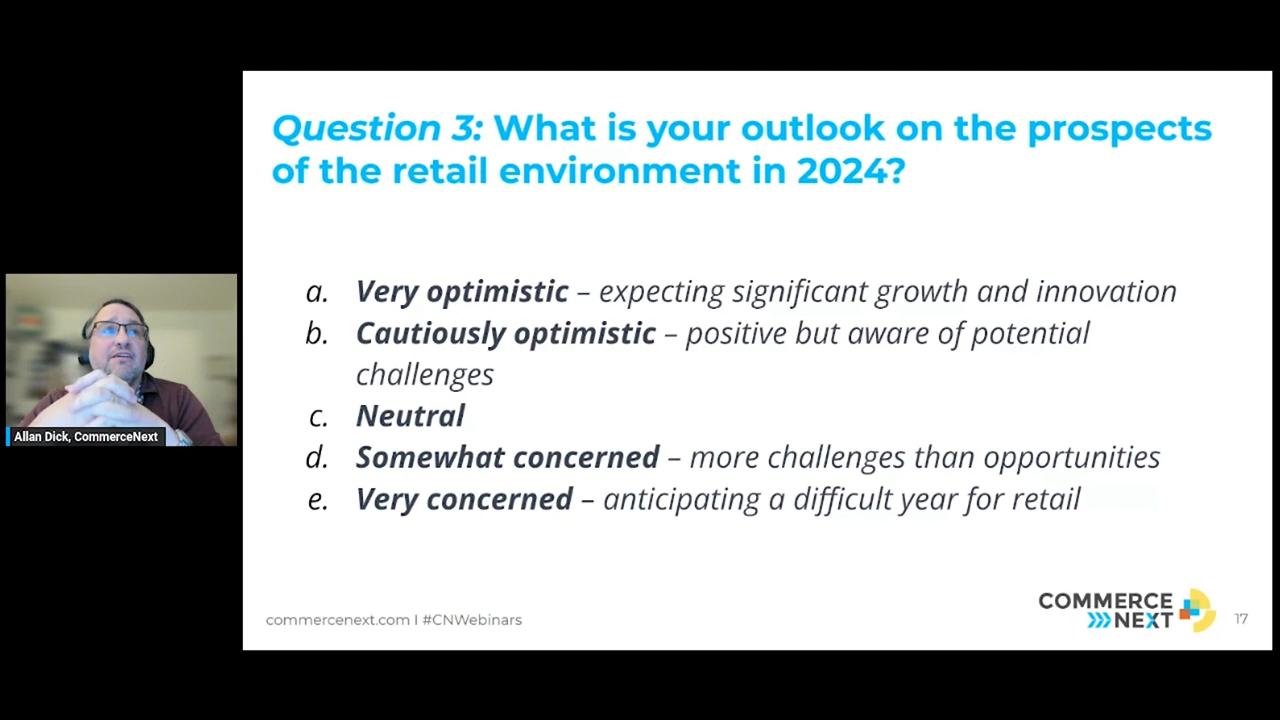 Question 3: What is your outlook on the prospects
of the retail environment in 2024?
a. Very optimistic – expecting significant growth and innovation
b. Cautiously optimistic – positive but aware of potential
challenges
c. Neutral
d. Somewhat concerned – more challenges than opportunities
e. Very concerned – anticipating a difficult year for retail
Allan Dick, CommerceNext
commercenext.com | #CNWebinars
COMMERCE
NEXT
17